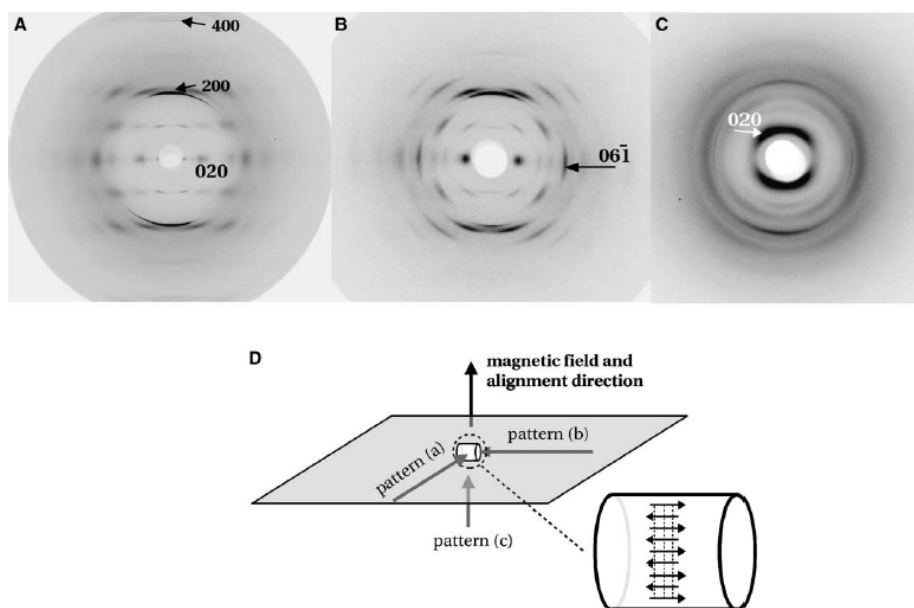 A
400
200
020
B
061̄
C
020
D
magnetic field and
alignment direction
pattern (a)
pattern (b)
pattern (c)